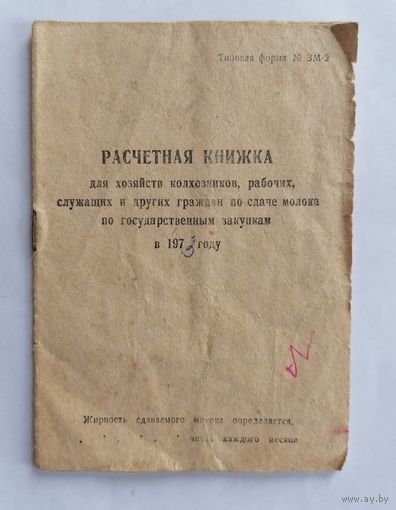 Типовая форма № ЗМ-2
РАСЧЕТНАЯ КНИЖКА
для хозяйств колхозников, рабочих,
служащих и других граждан по сдаче молока
по государственным закупкам
в 1973 году
Жирность сдаваемого молока определяется,
. . . . . . числа каждого месяца
ay.by